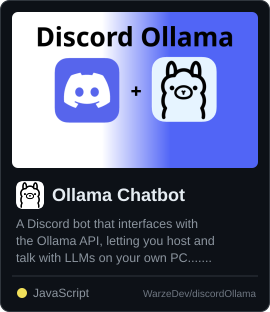 Discord Ollama
+
Ollama Chatbot
A Discord bot that interfaces with
the Ollama API, letting you host and
talk with LLMs on your own PC.......
JavaScript
WarzeDev/discordOllama